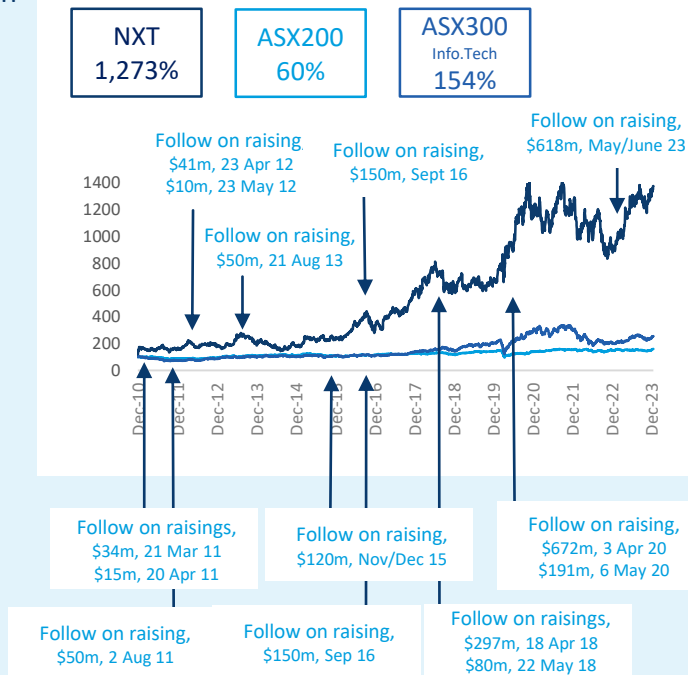 NXT
1,273%
ASX200
60%
ASX300
Info.Tech
154%
Follow on raising
$41m, 23 Apr 12
$10m, 23 May 12
Follow on raising,
$150m, Sept 16
Follow on raising,
$618m, May/June 23
Follow on raising,
$50m, 21 Aug 13
1400
1200
1000
800
600
400
200
0
Dec-10
Dec-11
Dec-12
Dec-13
Dec-14
Dec-15
Dec-16
Dec-17
Dec-18
Dec-19
Dec-20
Dec-21
Dec-22
Dec-23
Follow on raisings,
$34m, 21 Mar 11
$15m, 20 Apr 11
Follow on raising,
$120m, Nov/Dec 15
Follow on raising,
$672m, 3 Apr 20
$191m, 6 May 20
Follow on raising,
$50m, 2 Aug 11
Follow on raising,
$150m, Sep 16
Follow on raisings,
$297m, 18 Apr 18
$80m, 22 May 18